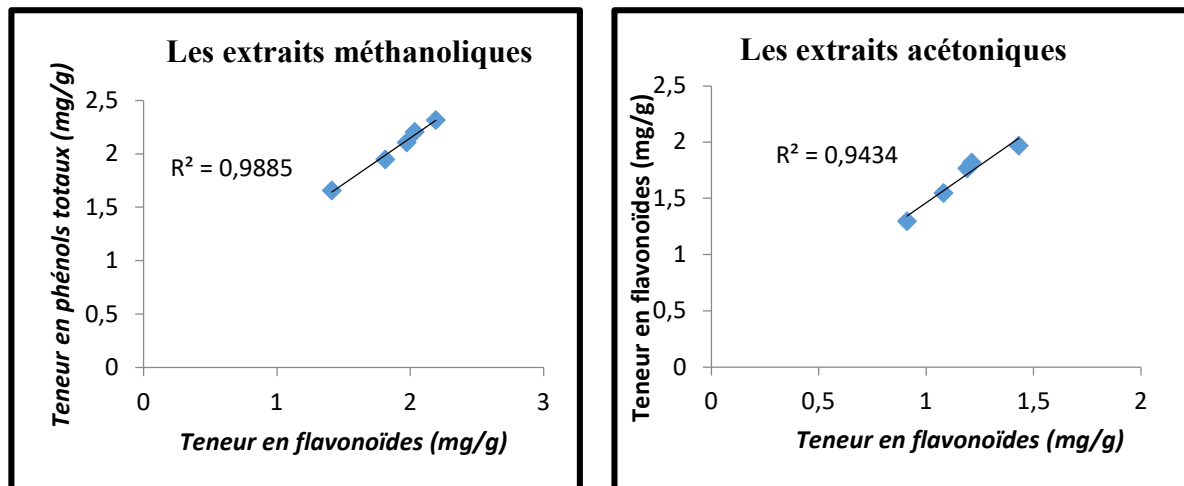 Les extraits méthanoliques
Teneur en phénols totaux (mg/g)
2,5
2
1,5
1
0,5
0
R² = 0,9885
0 1 2 3
Teneur en flavonoïdes (mg/g)
Les extraits acétoniques
Teneur en flavonoïdes (mg/g)
2,5
2
1,5
1
0,5
0
R² = 0,9434
0 0,5 1 1,5 2
Teneur en flavonoïdes (mg/g)